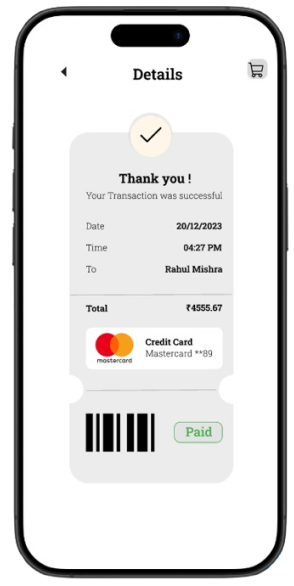 Details
Thank you !
Your Transaction was successful
Date 20/12/2023
Time 04:27 PM
To Rahul Mishra
Total ₹4555.67
mastercard
Credit Card
Mastercard **89
Paid